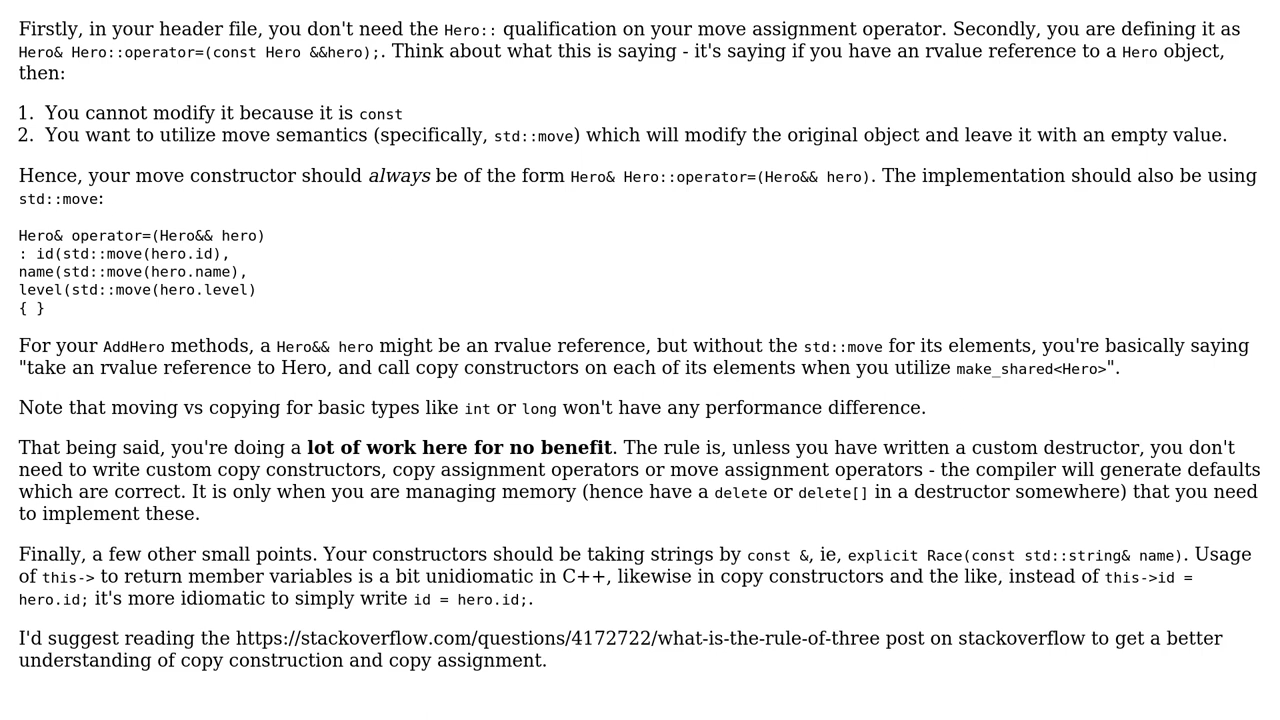 Firstly, in your header file, you don't need the Hero:: qualification on your move assignment operator. Secondly, you are defining it as
Hero& Hero::operator=(const Hero &&hero);. Think about what this is saying - it's saying if you have an rvalue reference to a Hero object,
then:
1. You cannot modify it because it is const
2. You want to utilize move semantics (specifically, std::move) which will modify the original object and leave it with an empty value.
Hence, your move constructor should always be of the form Hero& Hero::operator=(Hero&& hero). The implementation should also be using
std::move:
Hero& operator=(Hero&& hero)
: id(std::move(hero.id),
name(std::move(hero.name),
level(std::move(hero.level)
{ }
For your AddHero methods, a Hero&& hero might be an rvalue reference, but without the std::move for its elements, you're basically saying
"take an rvalue reference to Hero, and call copy constructors on each of its elements when you utilize make_shared<Hero>".
Note that moving vs copying for basic types like int or long won't have any performance difference.
That being said, you're doing a lot of work here for no benefit. The rule is, unless you have written a custom destructor, you don't
need to write custom copy constructors, copy assignment operators or move assignment operators - the compiler will generate defaults
which are correct. It is only when you are managing memory (hence have a delete or delete[] in a destructor somewhere) that you need
to implement these.
Finally, a few other small points. Your constructors should be taking strings by const &, ie, explicit Race(const std::string& name). Usage
of this-> to return member variables is a bit unidiomatic in C++, likewise in copy constructors and the like, instead of this->id =
hero.id; it's more idiomatic to simply write id = hero.id;.
I'd suggest reading the https://stackoverflow.com/questions/4172722/what-is-the-rule-of-three post on stackoverflow to get a better
understanding of copy construction and copy assignment.